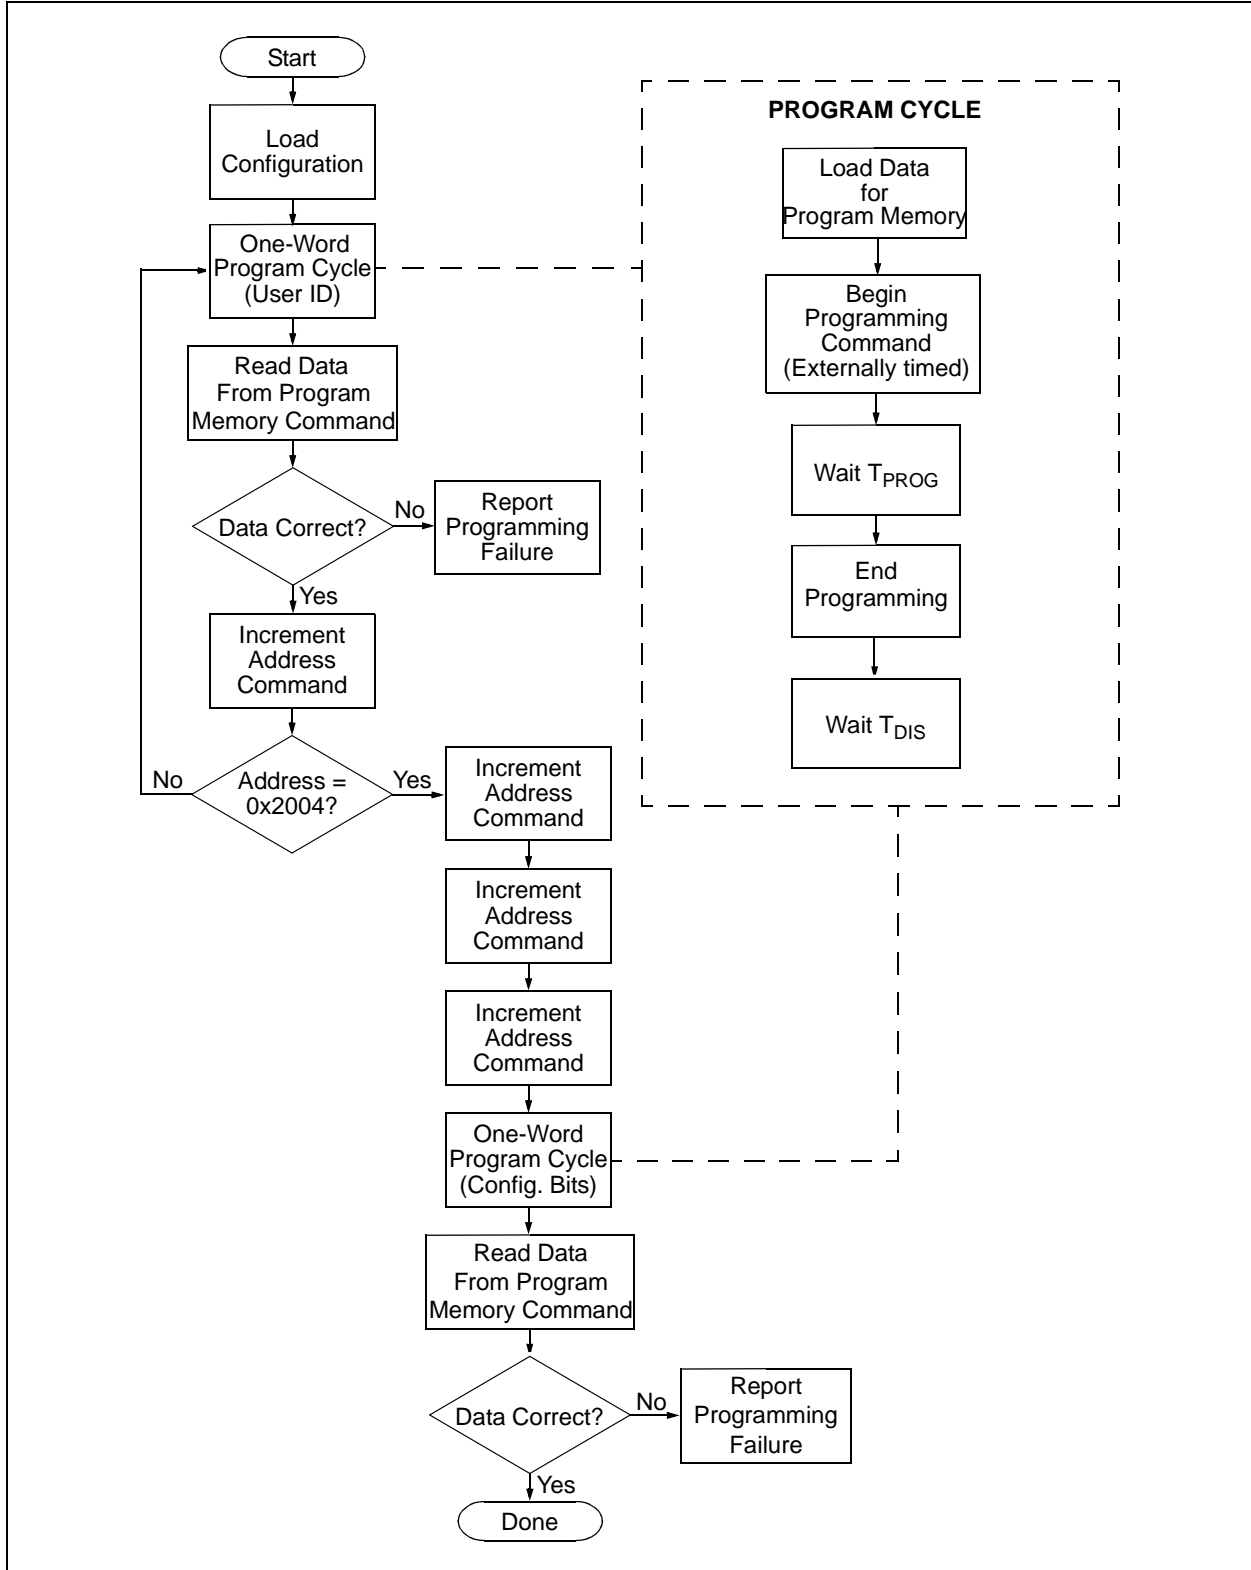 Start
Load
Configuration
One-Word
Program Cycle
(User ID)
Read Data
From Program
Memory Command
Data Correct?
No
Report
Programming
Failure
Yes
Increment
Address
Command
No
Address =
0x2004?
Yes
Increment
Address
Command
Increment
Address
Command
Increment
Address
Command
One-Word
Program Cycle
(Config. Bits)
Read Data
From Program
Memory Command
Data Correct?
No
Report
Programming
Failure
Yes
Done
PROGRAM CYCLE
Load Data
for
Program Memory
Begin
Programming
Command
(Externally timed)
Wait TPROG
End
Programming
Wait TDIS